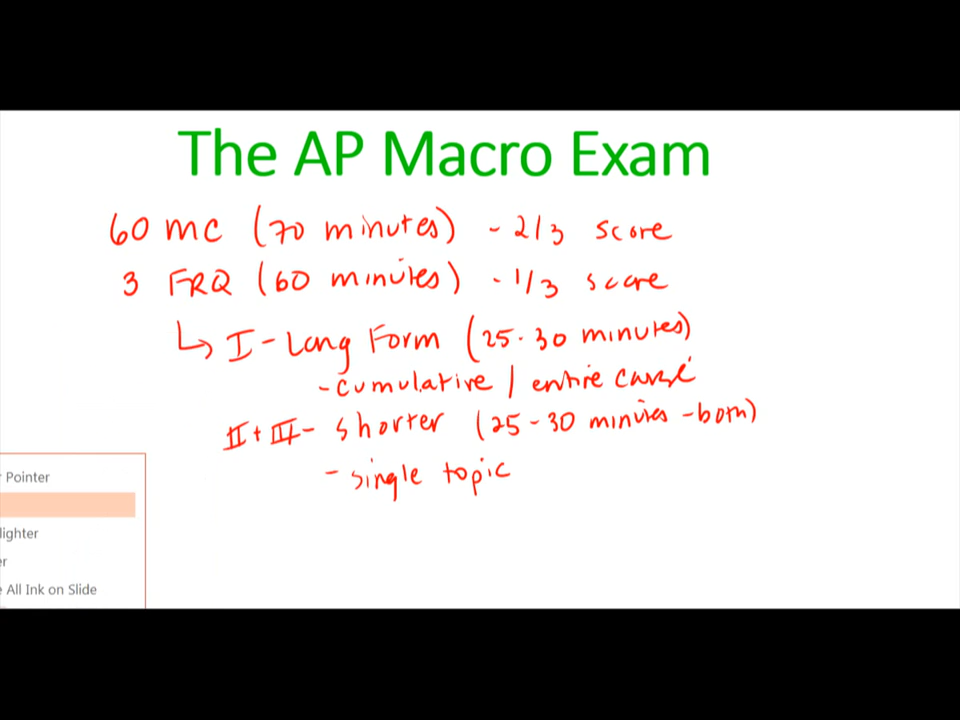 The AP Macro Exam
60 MC (70 minutes) - 2/3 score
3 FRQ (60 minutes) - 1/3 score
I - Long Form (25-30 minutes)
- cumulative / entire
II + III - shorter (25-30 minutes - both)
- single topic
Pointer
lighter
er
All Ink on Slide